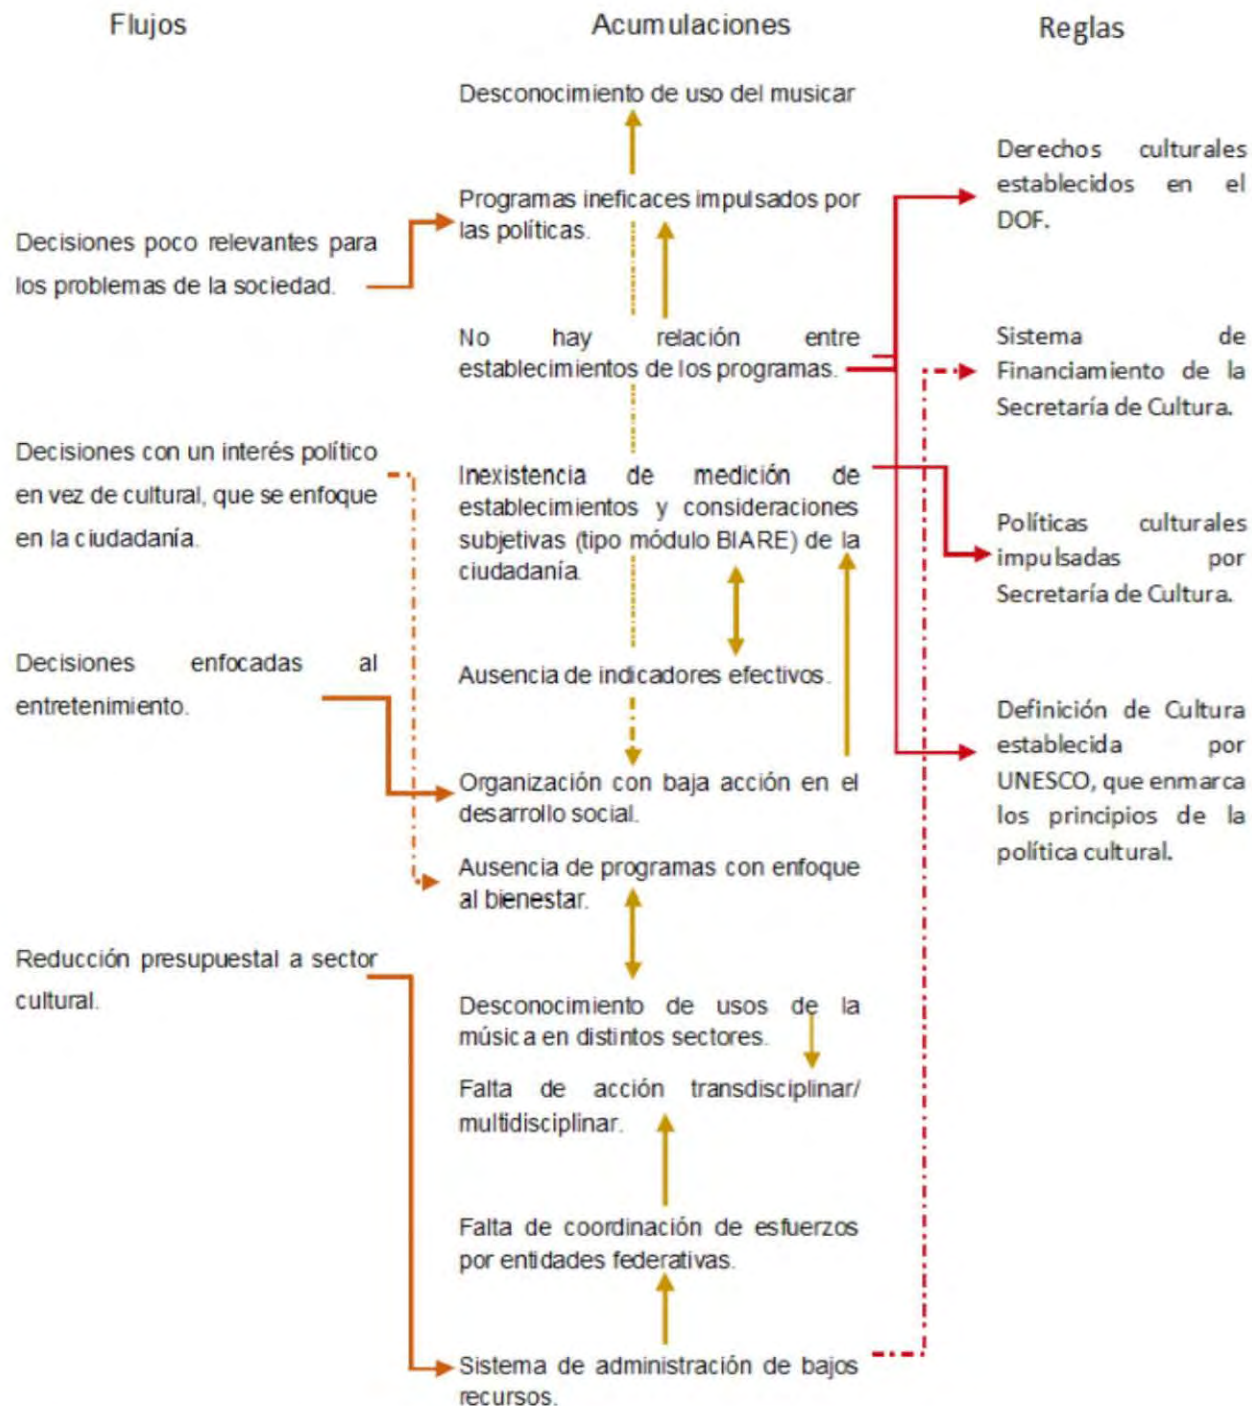 Flujos
Acumulaciones
Reglas
Decisiones poco relevantes para
los problemas de la sociedad.
Decisiones con un interés político
en vez de cultural, que se enfoque
en la ciudadanía.
Decisiones enfocadas al
entretenimiento.
Reducción presupuestal a sector
cultural.
Desconocimiento de uso del musicar
Programas ineficaces impulsados por
las políticas.
No hay relación entre
establecimientos de los programas.
Inexistencia de medición de
establecimientos y consideraciones
subjetivas (tipo módulo BIARE) de la
ciudadanía.
Ausencia de indicadores efectivos.
Organización con baja acción en el
desarrollo social.
Ausencia de programas con enfoque
al bienestar.
Desconocimiento de usos de la
música en distintos sectores.
Falta de acción transdisciplinar/
multidisciplinar.
Falta de coordinación de esfuerzos
por entidades federativas.
Sistema de administración de bajos
recursos.
Derechos culturales
establecidos en el
DOF.
Sistema de
Financiamiento de la
Secretaría de Cultura.
Políticas culturales
impulsadas por
Secretaría de Cultura.
Definición de Cultura
establecida por
UNESCO, que enmarca
los principios de la
política cultural.